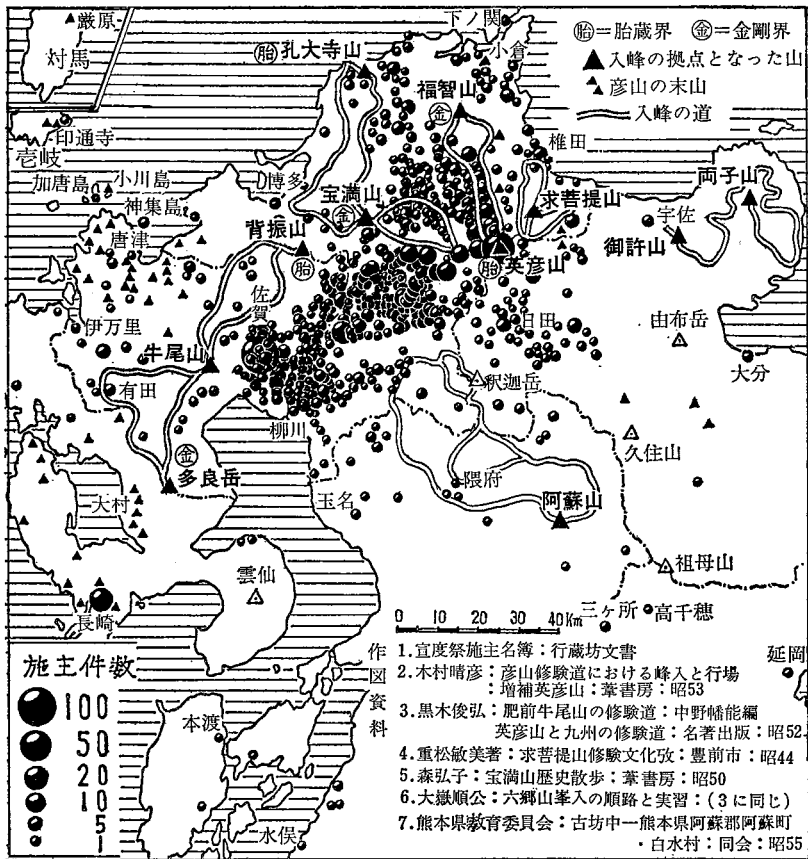 厳原
対馬
印通寺
壱岐
加唐島
小川島
神集島
唐津
伊万里
有田
大村
長崎
下ノ関
小倉
㊎=胎蔵界 ㊎=金剛界
▲入峰の拠点となった山
彦山の末山
入峰の道
胎 孔大寺山
福智山
金
椎田
博多
宝満山
金
求菩提山
両子山
宇佐
御許山
背振山
胎
胎 英彦山
佐賀
日田
由布岳
大分
牛尾山
釈迦岳
柳川
久住山
金
多良岳
隈府
玉名
阿蘇山
雲仙
祖母山
三ヶ所
高千穂
延岡
0 10 20 30 40Km
施主件数
100
50
20
10
5
1
本渡
水俣
作図資料
1.宣度祭施主名簿:行蔵坊文書
2.木村晴彦:彦山修験道における峰入と行場
:増補英彦山:葦書房:昭53
3.黒木俊弘:肥前牛尾山の修験道:中野幡能編
英彦山と九州の修験道:名著出版:昭52
4.重松敏美著:求菩提山修験文化攷:豊前市:昭44
5.森弘子:宝満山歴史散歩:葦書房:昭50
6.大嶽順公:六郷山峯入の順路と実習:(3に同じ)
7.熊本県教育委員会:古坊中一熊本県阿蘇郡阿蘇町
・白水村:同会:昭55